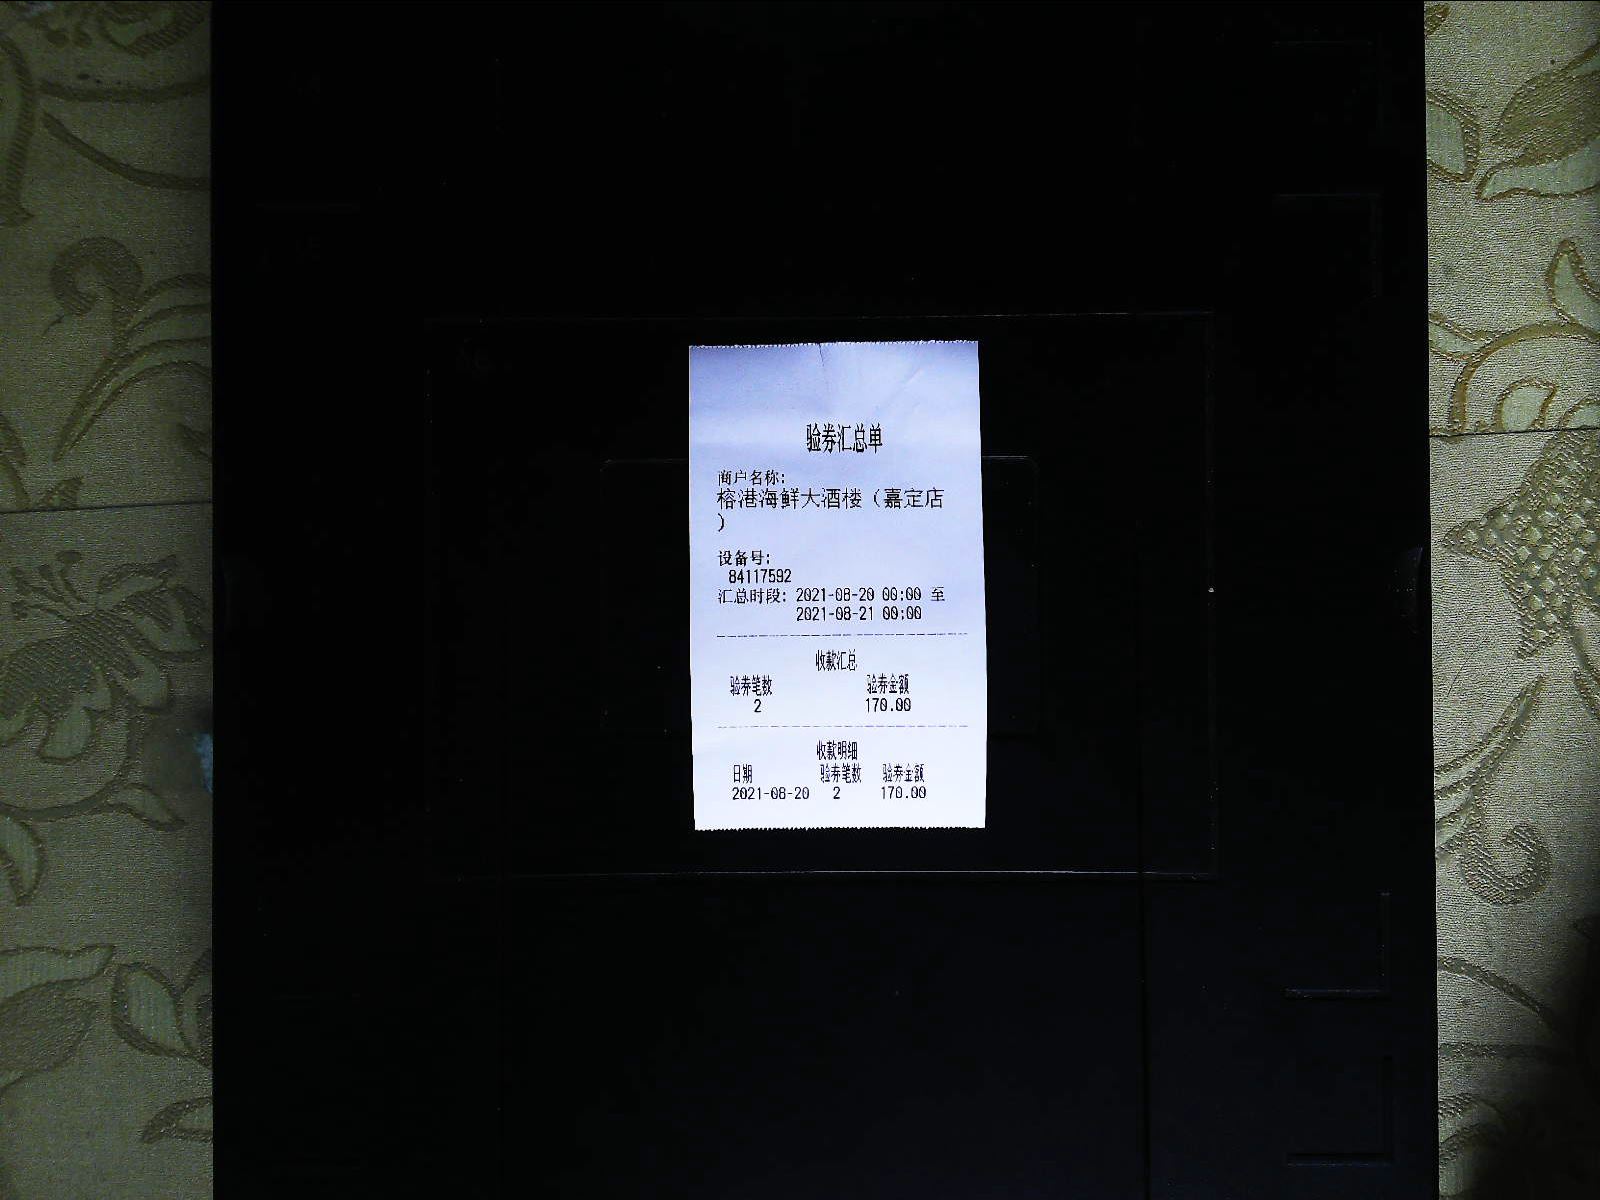 验券汇总单
商户名称:
榕港海鲜大酒楼（嘉定店
）
设备号:
84117592
汇总时段: 2021-08-20 00:00 至
2021-08-21 00:00
收款汇总
验券笔数 验券金额
2 170.00
收款明细
日期 验券笔数 验券金额
2021-08-20 2 170.00